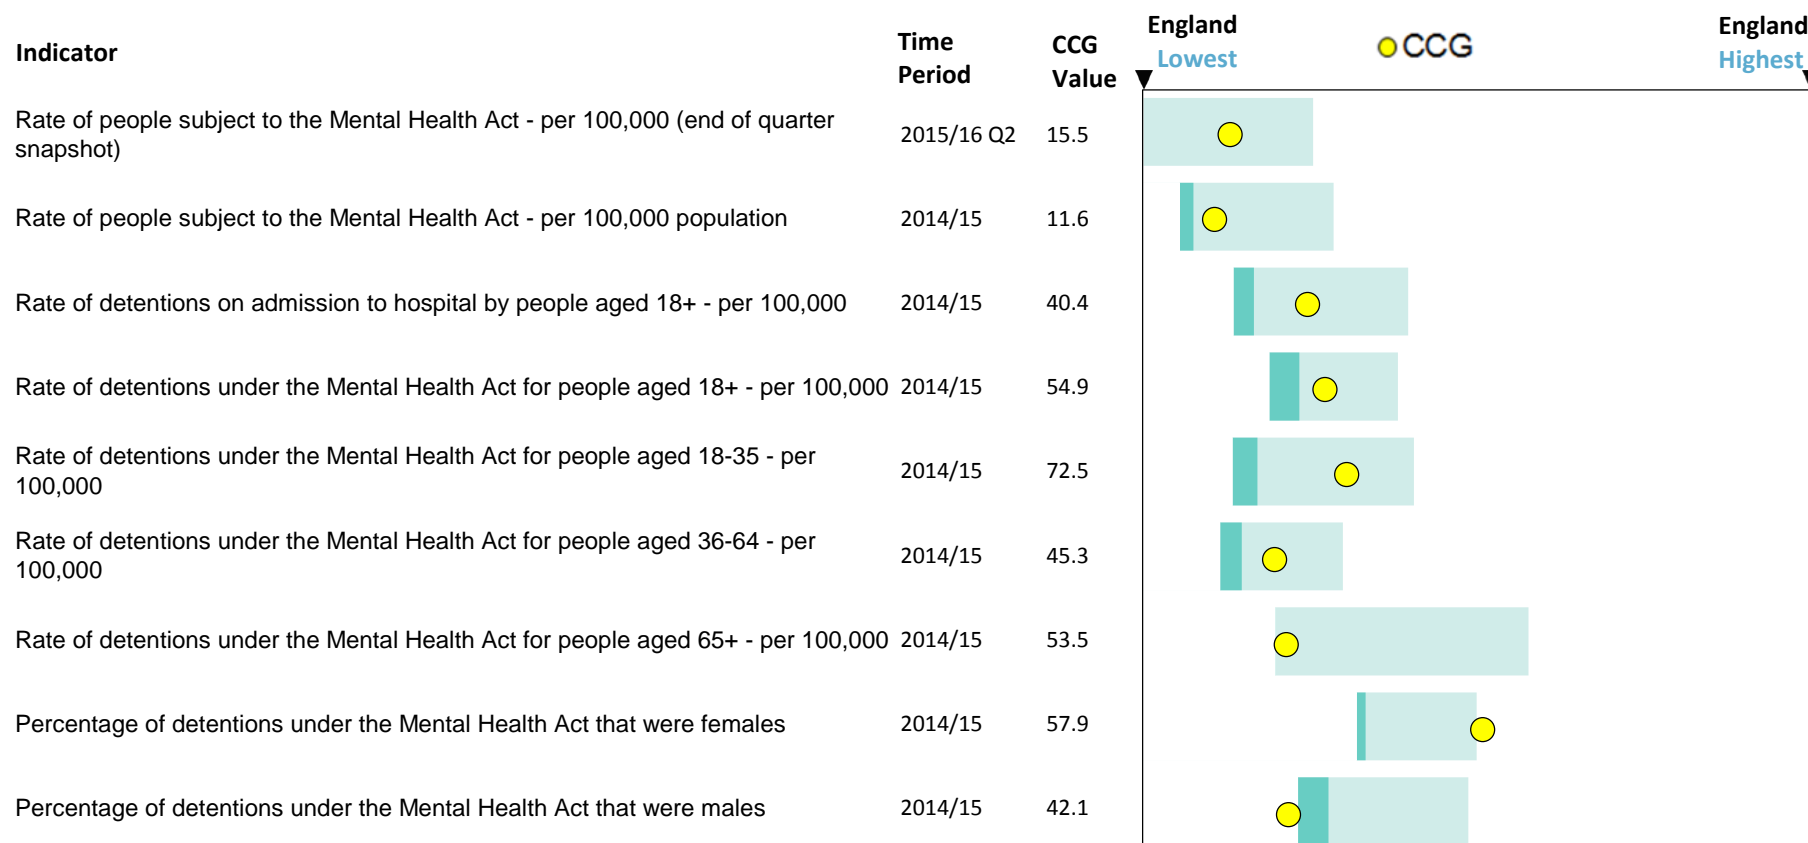 Indicator
Time Period
CCG Value
England Lowest
CCG
England Highest
Rate of people subject to the Mental Health Act - per 100,000 (end of quarter
snapshot)
2015/16 Q2
15.5
Rate of people subject to the Mental Health Act - per 100,000 population
2014/15
11.6
Rate of detentions on admission to hospital by people aged 18+ - per 100,000
2014/15
40.4
Rate of detentions under the Mental Health Act for people aged 18+ - per 100,000
2014/15
54.9
Rate of detentions under the Mental Health Act for people aged 18-35 - per
100,000
2014/15
72.5
Rate of detentions under the Mental Health Act for people aged 36-64 - per
100,000
2014/15
45.3
Rate of detentions under the Mental Health Act for people aged 65+ - per 100,000
2014/15
53.5
Percentage of detentions under the Mental Health Act that were females
2014/15
57.9
Percentage of detentions under the Mental Health Act that were males
2014/15
42.1